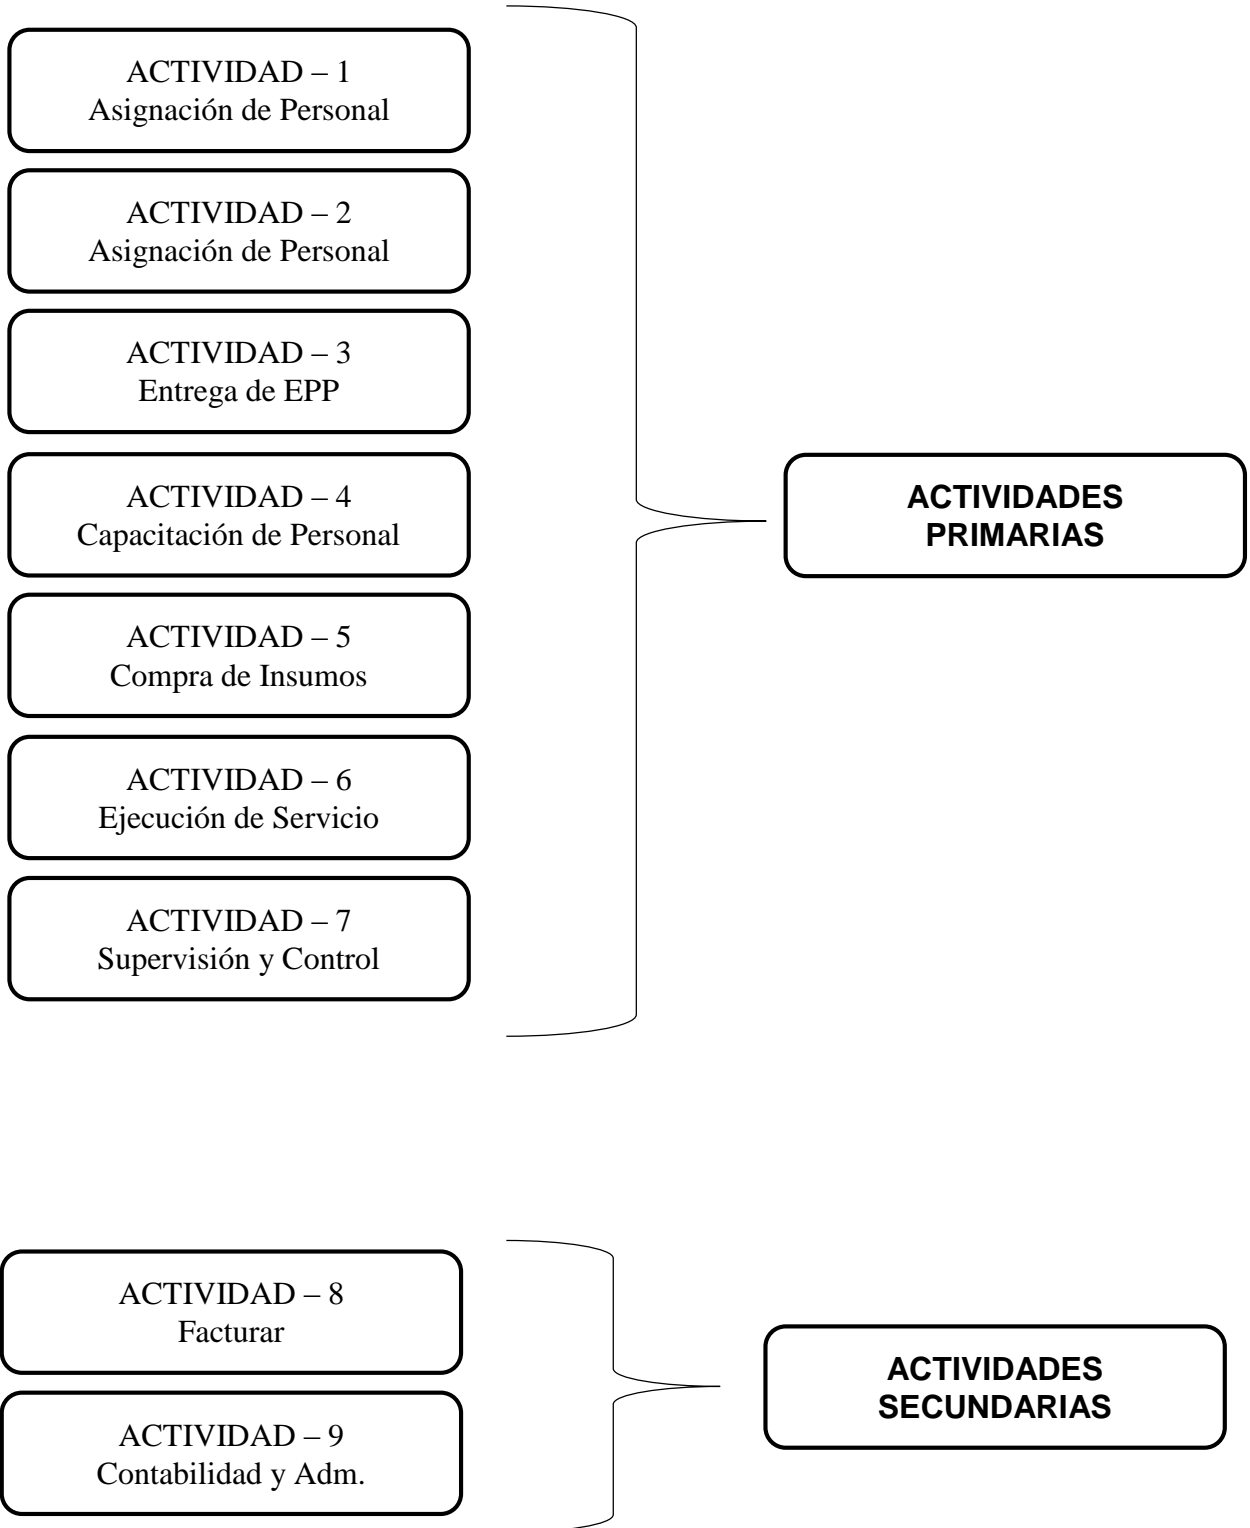 ACTIVIDAD – 1
Asignación de Personal
ACTIVIDAD – 2
Asignación de Personal
ACTIVIDAD – 3
Entrega de EPP
ACTIVIDAD – 4
Capacitación de Personal
ACTIVIDAD – 5
Compra de Insumos
ACTIVIDAD – 6
Ejecución de Servicio
ACTIVIDAD – 7
Supervisión y Control
ACTIVIDADES
PRIMARIAS
ACTIVIDAD – 8
Facturar
ACTIVIDAD – 9
Contabilidad y Adm.
ACTIVIDADES
SECUNDARIAS